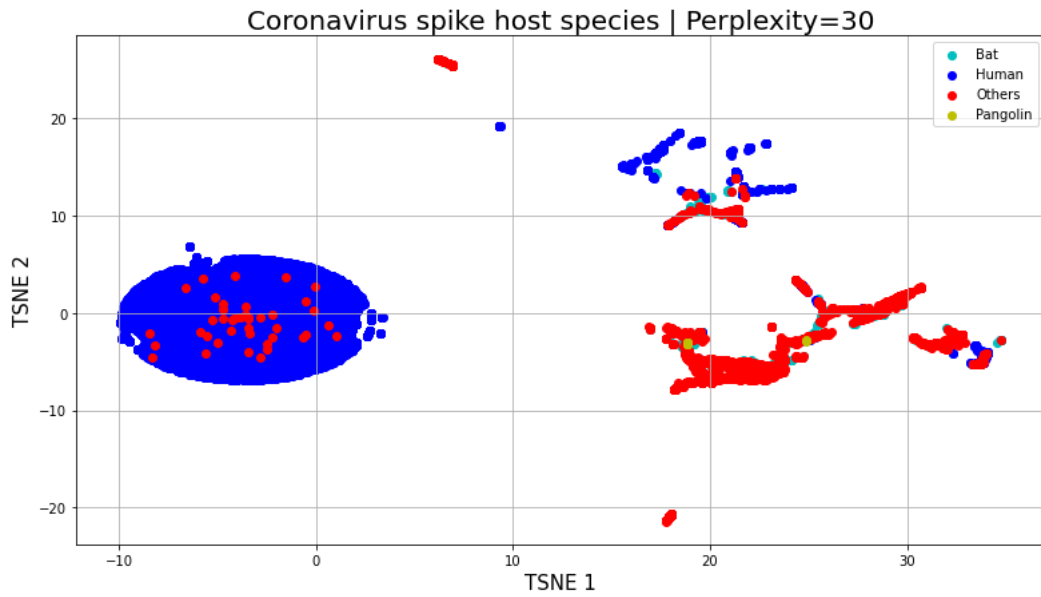 Coronavirus spike host species | Perplexity=30
Bat
Human
Others
Pangolin
20
10
0
−10
−20
TSNE 2
−10 0 10 20 30
TSNE 1